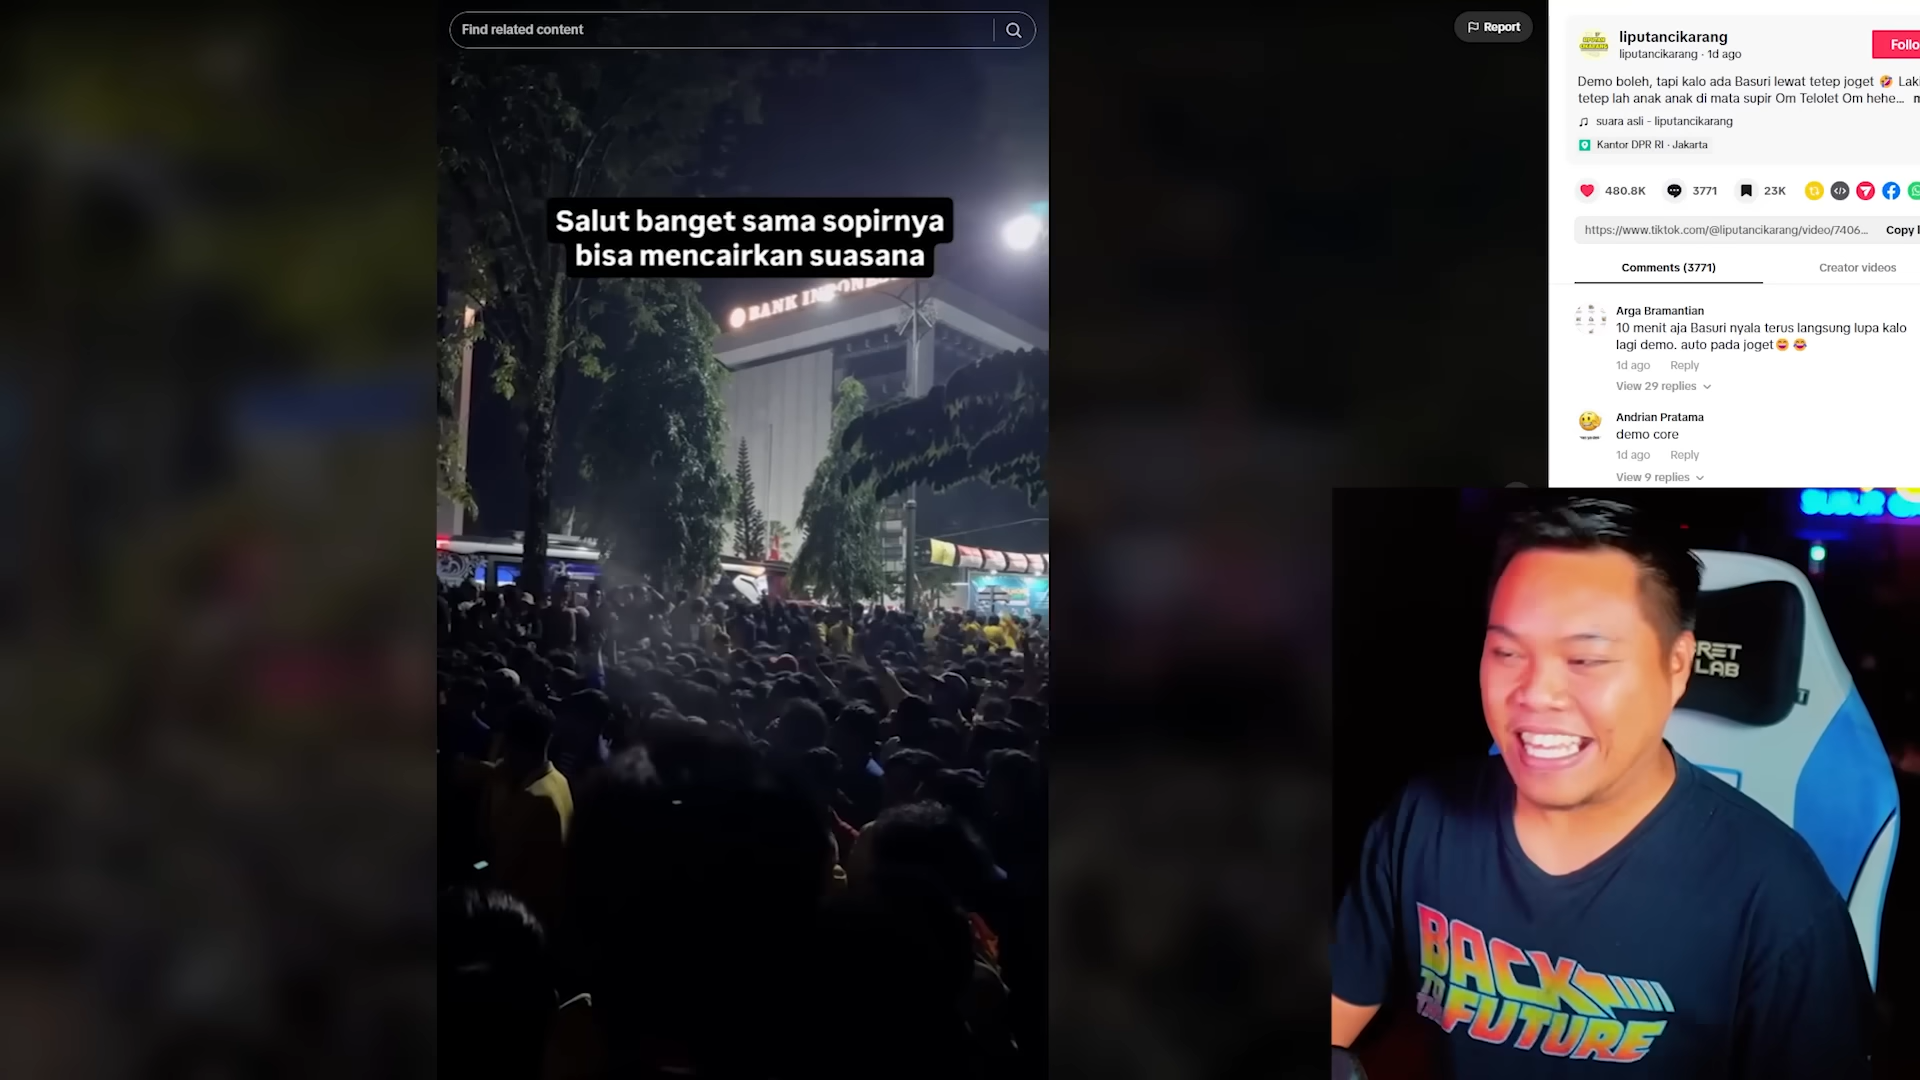 Find related content
Report
Salut banget sama sopirnya
bisa mencairkan suasana
BANK INDONES
liputancikarang
liputancikarang · 1d ago
Follo
Demo boleh, tapi kalo ada Basuri lewat tetep joget 🤣 Laki
tetep lah anak anak di mata supir Om Telolet Om hehe...
suara asli - liputancikarang
Kantor DPR RI · Jakarta
480.8K 3771 23K
https://www.tiktok.com/@liputancikarang/video/7406...
Copy l
Comments (3771)
Creator videos
Arga Bramantian
10 menit aja Basuri nyala terus langsung lupa kalo
lagi demo. auto pada joget😄😂
1d ago Reply
View 29 replies
Andrian Pratama
demo core
1d ago Reply
View 9 replies
RET
LAB
BACK
TO THE
FUTURE